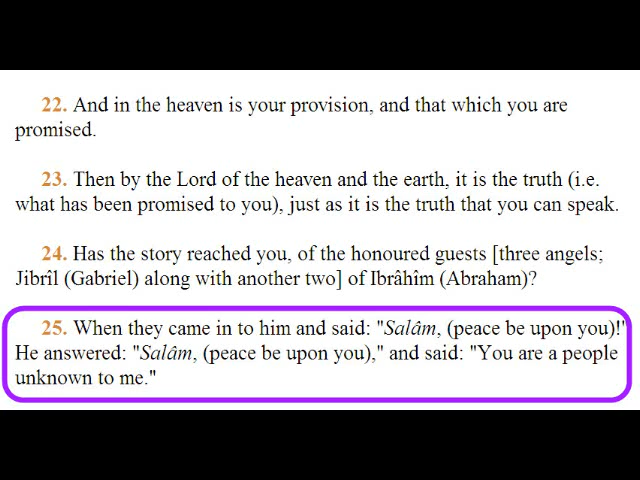 22. And in the heaven is your provision, and that which you are
promised.
23. Then by the Lord of the heaven and the earth, it is the truth (i.e.
what has been promised to you), just as it is the truth that you can speak.
24. Has the story reached you, of the honoured guests [three angels;
Jibrîl (Gabriel) along with another two] of Ibrâhîm (Abraham)?
25. When they came in to him and said: "Salâm, (peace be upon you)!"
He answered: "Salâm, (peace be upon you)," and said: "You are a people
unknown to me."